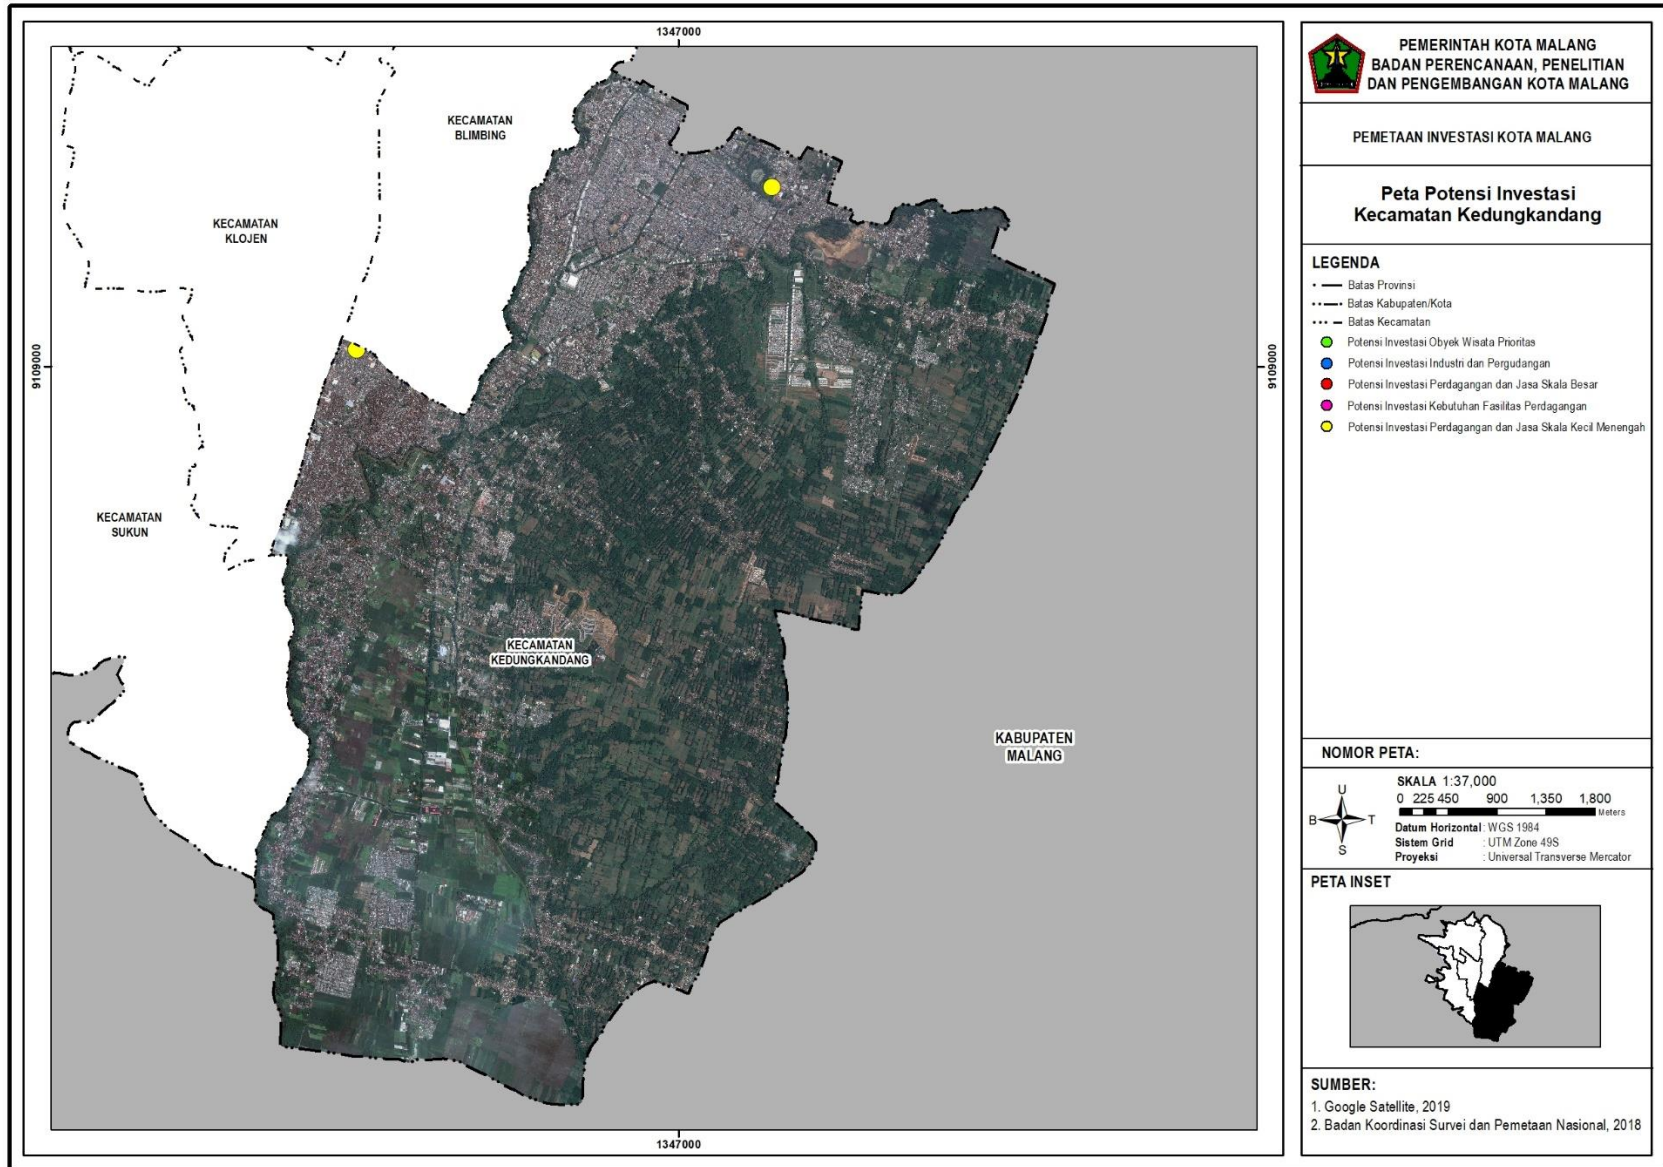 1347000
KECAMATAN
BLIMBING
KECAMATAN
KLOJEN
9109000
9109000
KECAMATAN
SUKUN
KECAMATAN
KEDUNGKANDANG
KABUPATEN
MALANG
1347000
PEMERINTAH KOTA MALANG
BADAN PERENCANAAN, PENELITIAN
DAN PENGEMBANGAN KOTA MALANG
PEMETAAN INVESTASI KOTA MALANG
Peta Potensi Investasi
Kecamatan Kedungkandang
LEGENDA
Batas Provinsi
Batas Kabupaten/Kota
Batas Kecamatan
Potensi Investasi Obyek Wisata Prioritas
Potensi Investasi Industri dan Pergudangan
Potensi Investasi Perdagangan dan Jasa Skala Besar
Potensi Investasi Kebutuhan Fasilitas Perdagangan
Potensi Investasi Perdagangan dan Jasa Skala Kecil Menengah
NOMOR PETA:
SKALA 1:37,000
0 225 450 900 1,350 1,800
Meters
U
B T
S
Datum Horizontal : WGS 1984
Sistem Grid : UTM Zone 49S
Proyeksi : Universal Transverse Mercator
PETA INSET
SUMBER:
1. Google Satellite, 2019
2. Badan Koordinasi Survei dan Pemetaan Nasional, 2018